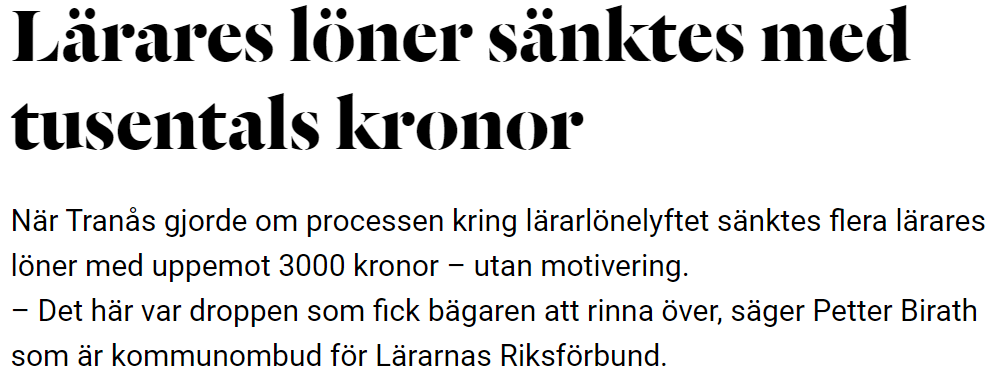 Lärares löner sänktes med
tusentals kronor
När Tranås gjorde om processen kring lärarlönelyftet sänktes flera lärares
löner med uppemot 3000 kronor – utan motivering.
– Det här var droppen som fick bägaren att rinna över, säger Petter Birath
som är kommunombud för Lärarnas Riksförbund.